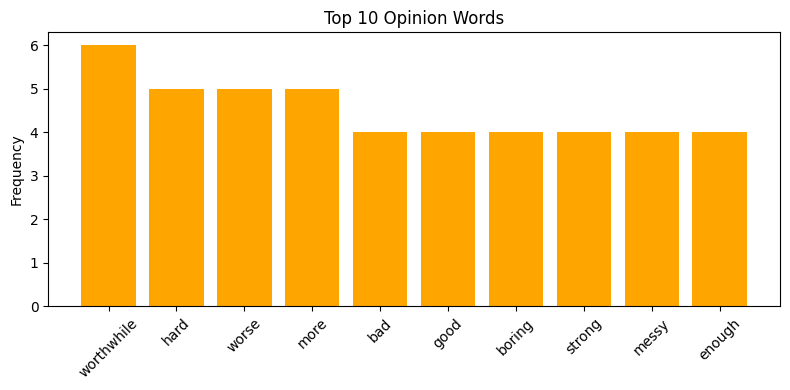 Top 10 Opinion Words
Frequency
6
5
4
3
2
1
0
worthwhile
hard
worse
more
bad
good
boring
strong
messy
enough